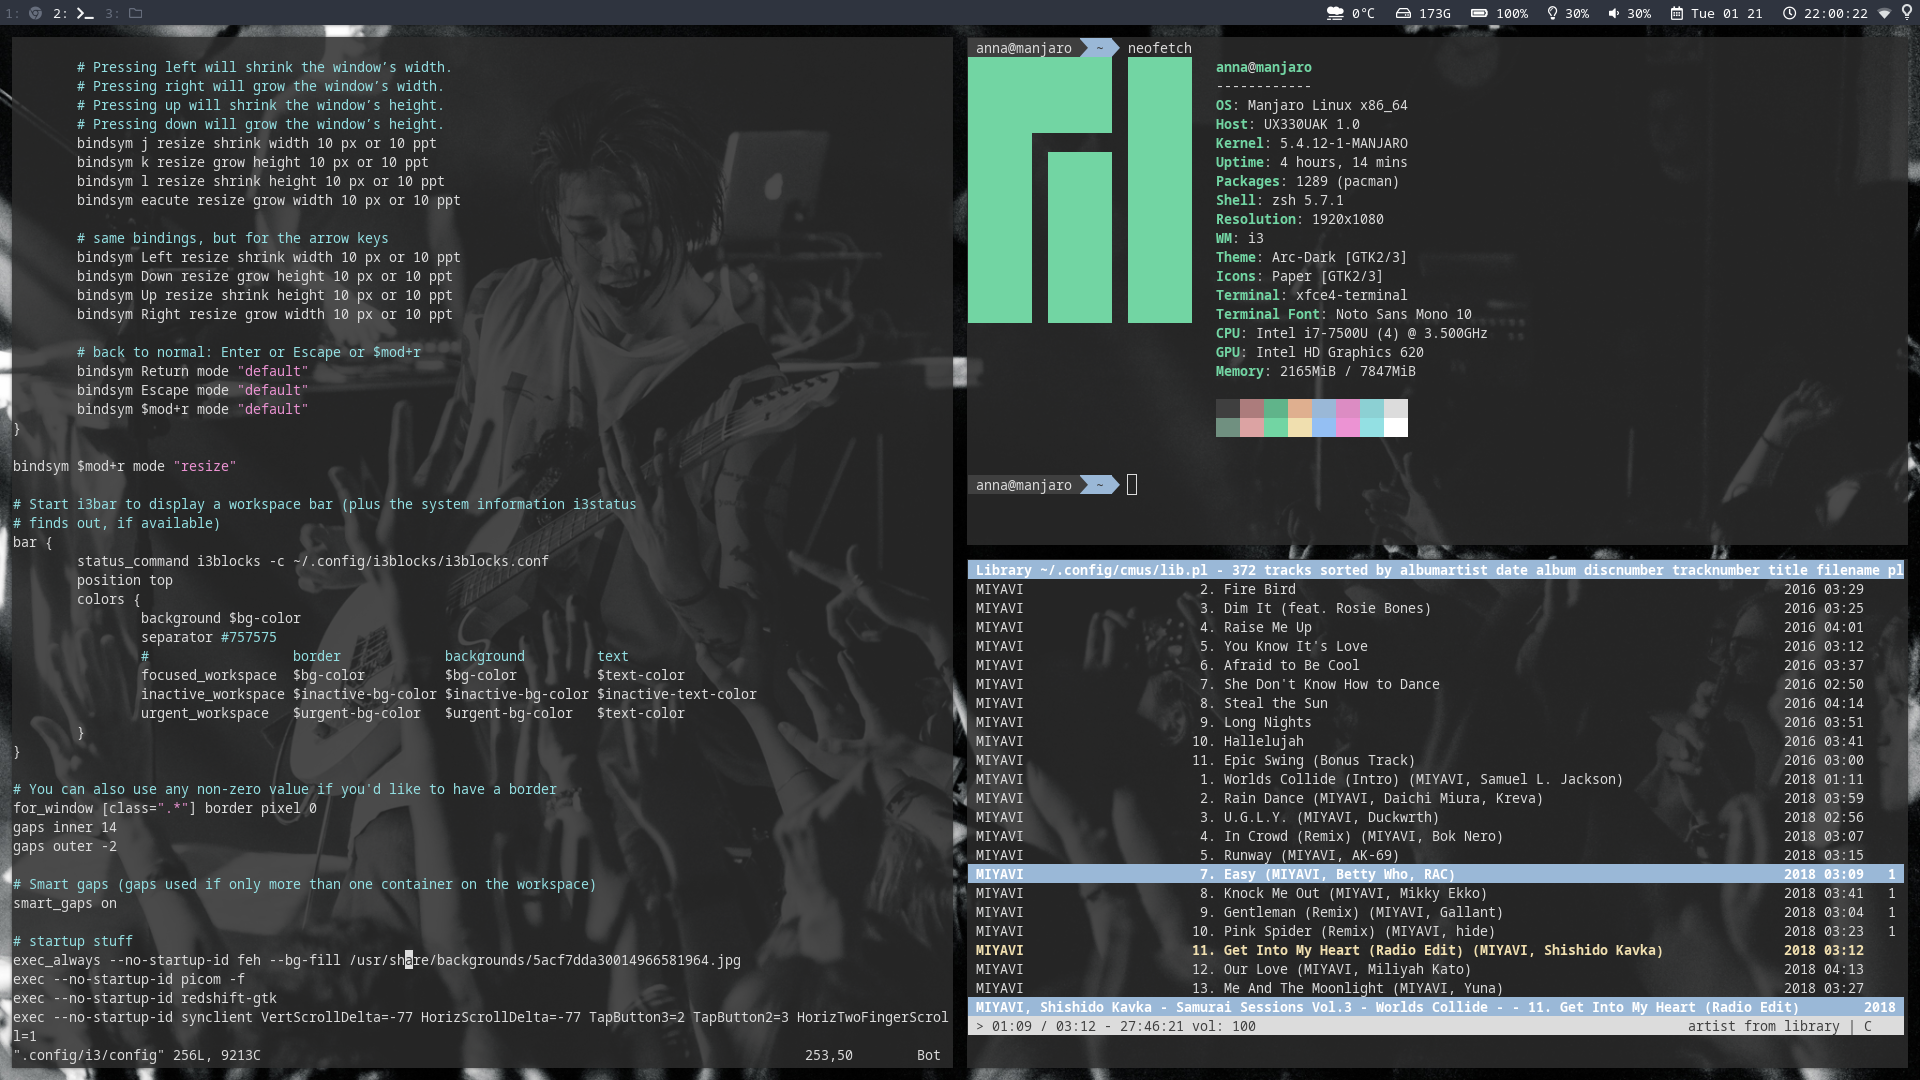 1: 2: 3: 0°C 173G 100% 30% 30% Tue 01 21 22:00:22
# Pressing left will shrink the window’s width.
# Pressing right will grow the window’s width.
# Pressing up will shrink the window’s height.
# Pressing down will grow the window’s height.
bindsym j resize shrink width 10 px or 10 ppt
bindsym k resize grow height 10 px or 10 ppt
bindsym l resize shrink height 10 px or 10 ppt
bindsym eacute resize grow width 10 px or 10 ppt
# same bindings, but for the arrow keys
bindsym Left resize shrink width 10 px or 10 ppt
bindsym Down resize grow height 10 px or 10 ppt
bindsym Up resize shrink height 10 px or 10 ppt
bindsym Right resize grow width 10 px or 10 ppt
# back to normal: Enter or Escape or $mod+r
bindsym Return mode "default"
bindsym Escape mode "default"
bindsym $mod+r mode "default"
}
bindsym $mod+r mode "resize"
# Start i3bar to display a workspace bar (plus the system information i3status
# finds out, if available)
bar {
status_command i3blocks -c ~/.config/i3blocks/i3blocks.conf
position top
colors {
background $bg-color
separator #757575
# border background text
focused_workspace $bg-color $bg-color $text-color
inactive_workspace $inactive-bg-color $inactive-bg-color $inactive-text-color
urgent_workspace $urgent-bg-color $urgent-bg-color $text-color
}
}
# You can also use any non-zero value if you'd like to have a border
for_window [class=".*"] border pixel 0
gaps inner 14
gaps outer -2
# Smart gaps (gaps used if only more than one container on the workspace)
smart_gaps on
# startup stuff
exec_always --no-startup-id feh --bg-fill /usr/share/backgrounds/5acf7dda30014966581964.jpg
exec --no-startup-id picom -f
exec --no-startup-id redshift-gtk
exec --no-startup-id synclient VertScrollDelta=-77 HorizScrollDelta=-77 TapButton3=2 TapButton2=3 HorizTwoFingerScrol
l=1
".config/i3/config" 256L, 9213C 253,50 Bot
anna@manjaro ~ neofetch
anna@manjaro
------------
OS: Manjaro Linux x86_64
Host: UX330UAK 1.0
Kernel: 5.4.12-1-MANJARO
Uptime: 4 hours, 14 mins
Packages: 1289 (pacman)
Shell: zsh 5.7.1
Resolution: 1920x1080
WM: i3
Theme: Arc-Dark [GTK2/3]
Icons: Paper [GTK2/3]
Terminal: xfce4-terminal
Terminal Font: Noto Sans Mono 10
CPU: Intel i7-7500U (4) @ 3.500GHz
GPU: Intel HD Graphics 620
Memory: 2165MiB / 7847MiB
anna@manjaro ~
Library ~/.config/cmus/lib.pl - 372 tracks sorted by albumartist date album discnumber tracknumber title filename pl
MIYAVI 2. Fire Bird 2016 03:29
MIYAVI 3. Dim It (feat. Rosie Bones) 2016 03:25
MIYAVI 4. Raise Me Up 2016 04:01
MIYAVI 5. You Know It's Love 2016 03:12
MIYAVI 6. Afraid to Be Cool 2016 03:37
MIYAVI 7. She Don't Know How to Dance 2016 02:50
MIYAVI 8. Steal the Sun 2016 04:14
MIYAVI 9. Long Nights 2016 03:51
MIYAVI 10. Hallelujah 2016 03:41
MIYAVI 11. Epic Swing (Bonus Track) 2016 03:00
MIYAVI 1. Worlds Collide (Intro) (MIYAVI, Samuel L. Jackson) 2018 01:11
MIYAVI 2. Rain Dance (MIYAVI, Daichi Miura, Kreva) 2018 03:59
MIYAVI 3. U.G.L.Y. (MIYAVI, Duckwrth) 2018 02:56
MIYAVI 4. In Crowd (Remix) (MIYAVI, Bok Nero) 2018 03:07
MIYAVI 5. Runway (MIYAVI, AK-69) 2018 03:15
MIYAVI 7. Easy (MIYAVI, Betty Who, RAC) 2018 03:09 1
MIYAVI 8. Knock Me Out (MIYAVI, Mikky Ekko) 2018 03:41 1
MIYAVI 9. Gentleman (Remix) (MIYAVI, Gallant) 2018 03:04 1
MIYAVI 10. Pink Spider (Remix) (MIYAVI, hide) 2018 03:23 1
MIYAVI 11. Get Into My Heart (Radio Edit) (MIYAVI, Shishido Kavka) 2018 03:12
MIYAVI 12. Our Love (MIYAVI, Miliyah Kato) 2018 04:13
MIYAVI 13. Me And The Moonlight (MIYAVI, Yuna) 2018 03:27
MIYAVI, Shishido Kavka - Samurai Sessions Vol.3 - Worlds Collide - - 11. Get Into My Heart (Radio Edit) 2018
> 01:09 / 03:12 - 27:46:21 vol: 100 artist from library | C